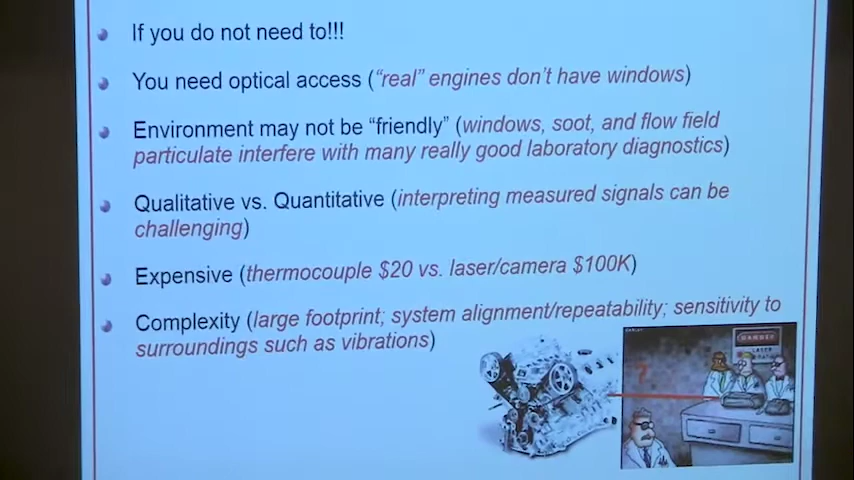 If you do not need to!!!
You need optical access (“real” engines don’t have windows)
Environment may not be “friendly” (windows, soot, and flow field
particulate interfere with many really good laboratory diagnostics)
Qualitative vs. Quantitative (interpreting measured signals can be
challenging)
Expensive (thermocouple $20 vs. laser/camera $100K)
Complexity (large footprint; system alignment/repeatability; sensitivity to
surroundings such as vibrations)
DANGER
LASER
?